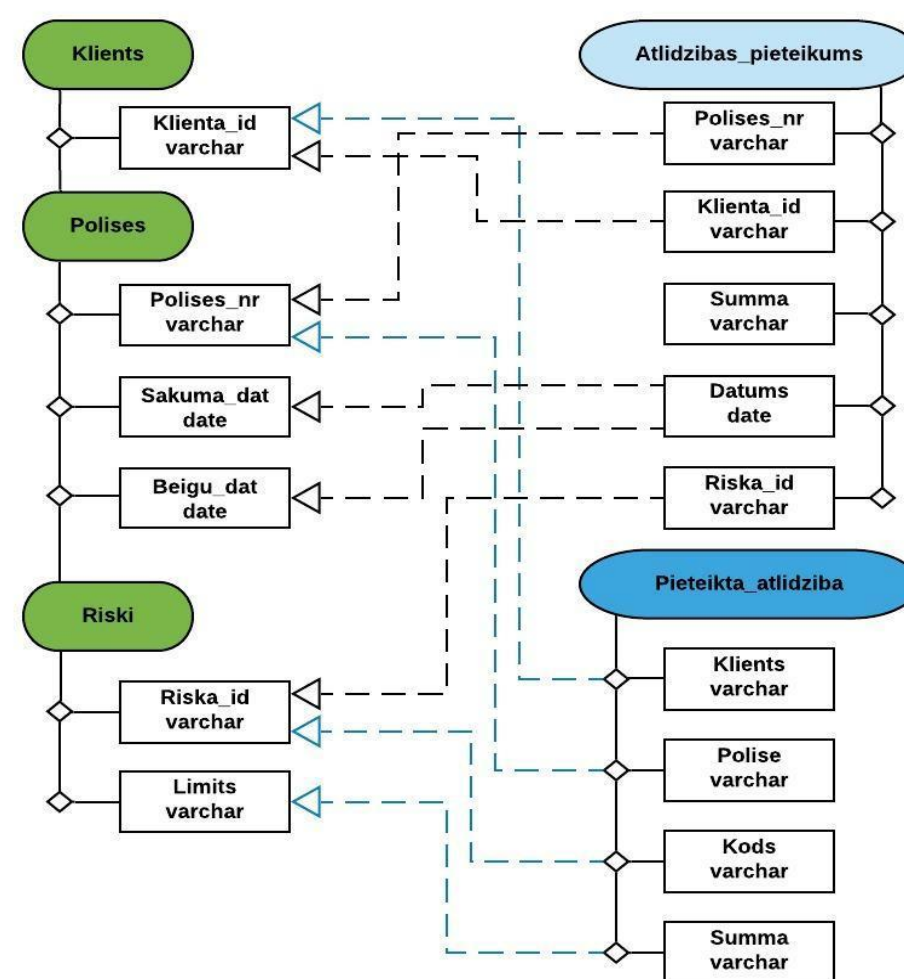 Klients
Klienta_id
varchar
Polises
Polises_nr
varchar
Sakuma_dat
date
Beigu_dat
date
Riski
Riska_id
varchar
Limits
varchar
Atlidzibas_pieteikums
Polises_nr
varchar
Klienta_id
varchar
Summa
varchar
Datums
date
Riska_id
varchar
Pieteikta_atlidziba
Klients
varchar
Polise
varchar
Kods
varchar
Summa
varchar